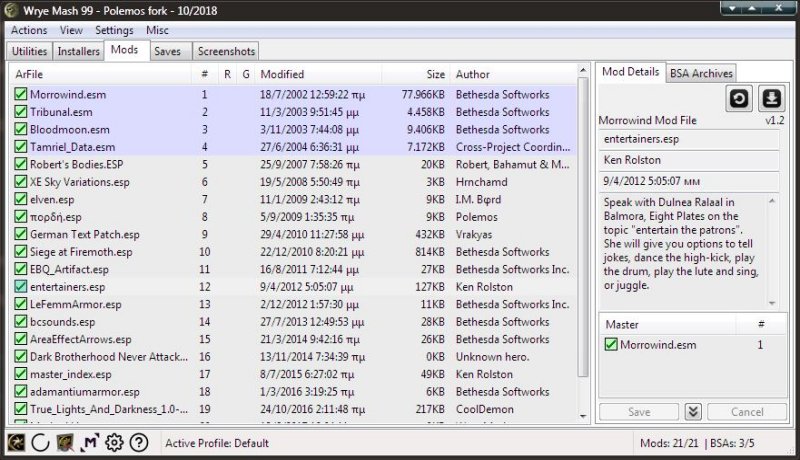 Wrye Mash 99 - Polemos fork - 10/2018
Actions View Settings Misc
Utilities Installers Mods Saves Screenshots
ArFile # R G Modified Size Author
Morrowind.esm 1 18/7/2002 12:59:22 πμ 77.966KB Bethesda Softworks
Tribunal.esm 2 11/3/2003 9:51:45 μμ 4.458KB Bethesda Softworks
Bloodmoon.esm 3 3/11/2003 7:44:08 μμ 9.406KB Bethesda Softworks
Tamriel_Data.esm 4 27/6/2004 6:36:31 μμ 7.172KB Cross-Project Coordin...
Robert's Bodies.ESP 5 25/9/2007 7:58:26 πμ 20KB Robert, Bahamut & M...
XE Sky Variations.esp 6 19/5/2008 5:50:49 πμ 3KB Hrnchamd
elven.esp 7 11/1/2009 2:43:12 πμ 9KB I.M. Βφrd
πορδή.esp 8 5/9/2009 1:35:35 πμ 9KB Polemos
German Text Patch.esp 9 29/4/2010 11:27:58 μμ 432KB Vrakyas
Siege at Firemoth.esp 10 22/12/2010 8:20:21 μμ 814KB Bethesda Softworks
EBQ_Artifact.esp 11 16/8/2011 7:12:44 μμ 27KB Bethesda Softworks Inc.
entertainers.esp 12 9/4/2012 5:05:07 μμ 127KB Ken Rolston
LeFemmArmor.esp 13 2/12/2012 1:57:30 μμ 11KB Bethesda Softworks Inc.
bcsounds.esp 14 27/7/2013 12:49:53 μμ 28KB Bethesda Softworks
AreaEffectArrows.esp 15 21/3/2014 9:42:16 πμ 26KB Bethesda Softworks
Dark Brotherhood Never Attack... 16 13/11/2014 7:34:39 πμ 0KB Unknown hero.
master_index.esp 17 8/7/2015 6:27:02 πμ 49KB Ken Rolston
adamantiumarmor.esp 18 1/3/2016 3:19:25 πμ 6KB Bethesda Softworks
True_Lights_And_Darkness_1.0-... 19 24/10/2016 2:11:48 πμ 217KB CoolDemon
Mod Details BSA Archives
Morrowind Mod File v1.2
entertainers.esp
Ken Rolston
9/4/2012 5:05:07 μμ
Speak with Dulnea Ralaal in
Balmora, Eight Plates on the
topic "entertain the patrons".
She will give you options to tell
jokes, dance the high-kick, play
the drum, play the lute and sing,
or juggle.
Master #
Morrowind.esm 1
Save Cancel
Active Profile: Default
Mods: 21/21 | BSAs: 3/5